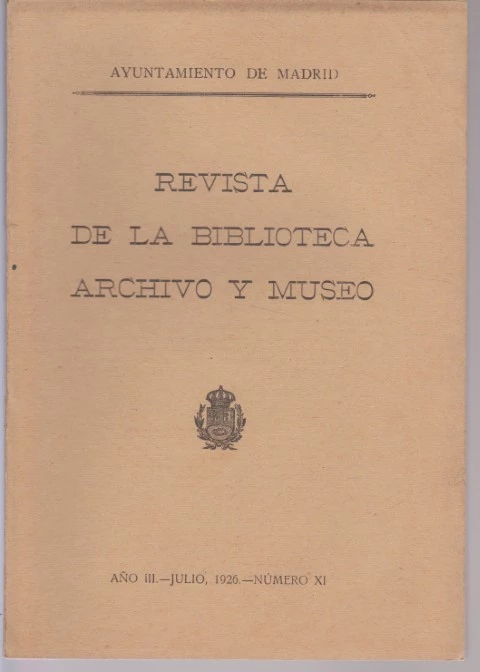 AYUNTAMIENTO DE MADRID
REVISTA
DE LA BIBLIOTECA
ARCHIVO Y MUSEO
AÑO III.—JULIO, 1926.—NÚMERO XI